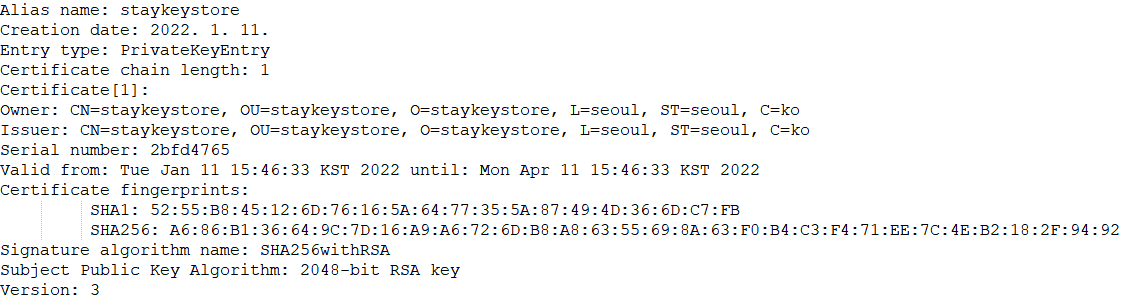 Alias name: staykeystore
Creation date: 2022. 1. 11.
Entry type: PrivateKeyEntry
Certificate chain length: 1
Certificate[1]:
Owner: CN=staykeystore, OU=staykeystore, O=staykeystore, L=seoul, ST=seoul, C=ko
Issuer: CN=staykeystore, OU=staykeystore, O=staykeystore, L=seoul, ST=seoul, C=ko
Serial number: 2bfd4765
Valid from: Tue Jan 11 15:46:33 KST 2022 until: Mon Apr 11 15:46:33 KST 2022
Certificate fingerprints:
SHA1: 52:55:B8:45:12:6D:76:16:5A:64:77:35:5A:87:49:4D:36:6D:C7:FB
SHA256: A6:86:B1:36:64:9C:7D:16:A9:A6:72:6D:B8:A8:63:55:69:8A:63:F0:B4:C3:F4:71:EE:7C:4E:B2:18:2F:94:92
Signature algorithm name: SHA256withRSA
Subject Public Key Algorithm: 2048-bit RSA key
Version: 3